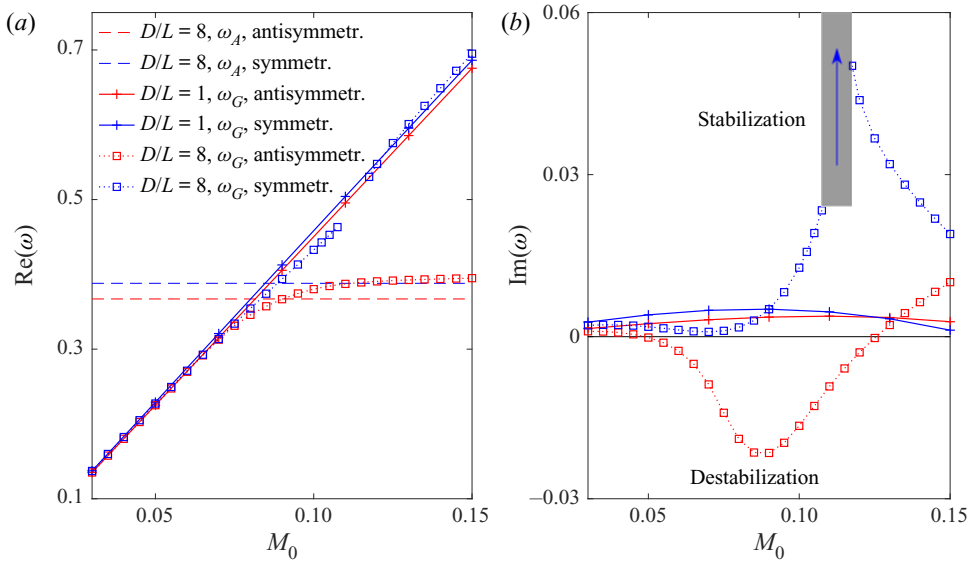 (a)
D/L = 8, ω_A, antisymmetr.
D/L = 8, ω_A, symmetr.
D/L = 1, ω_G, antisymmetr.
D/L = 1, ω_G, symmetr.
D/L = 8, ω_G, antisymmetr.
D/L = 8, ω_G, symmetr.
0.7
0.5
0.3
0.1
Re(ω)
0.05
0.10
0.15
M_0
(b)
0.06
0.03
0
−0.03
Im(ω)
Stabilization
Destabilization
0.05
0.10
0.15
M_0